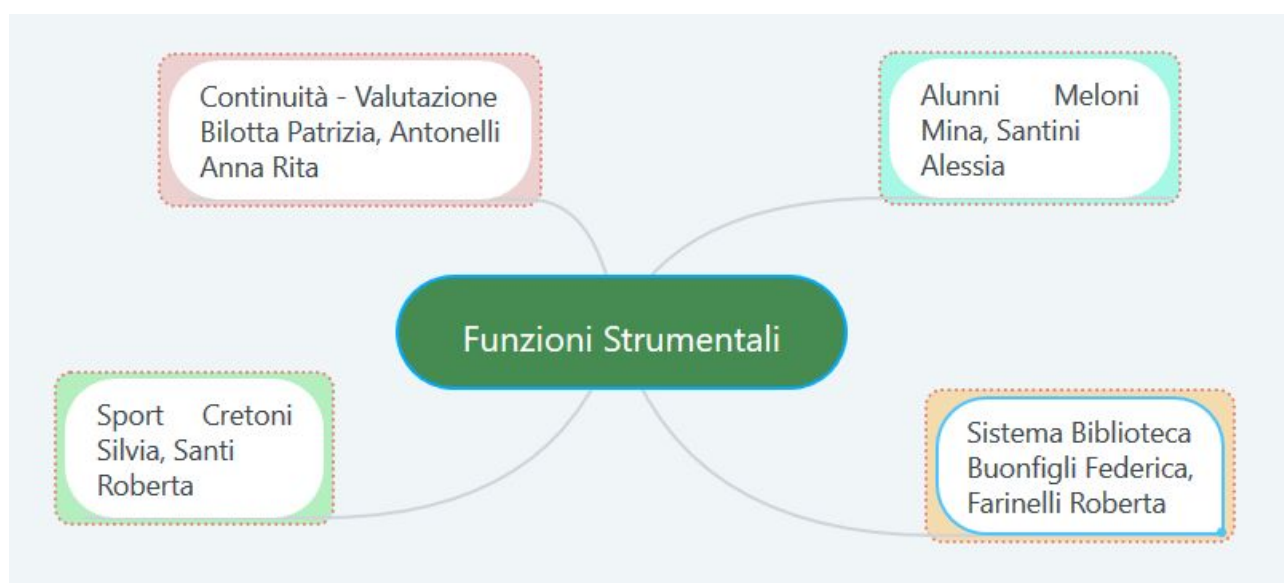 Continuità - Valutazione
Bilotta Patrizia, Antonelli
Anna Rita
Alunni Meloni
Mina, Santini
Alessia
Funzioni Strumentali
Sport Cretoni
Silvia, Santi
Roberta
Sistema Biblioteca
Buonfigli Federica,
Farinelli Roberta